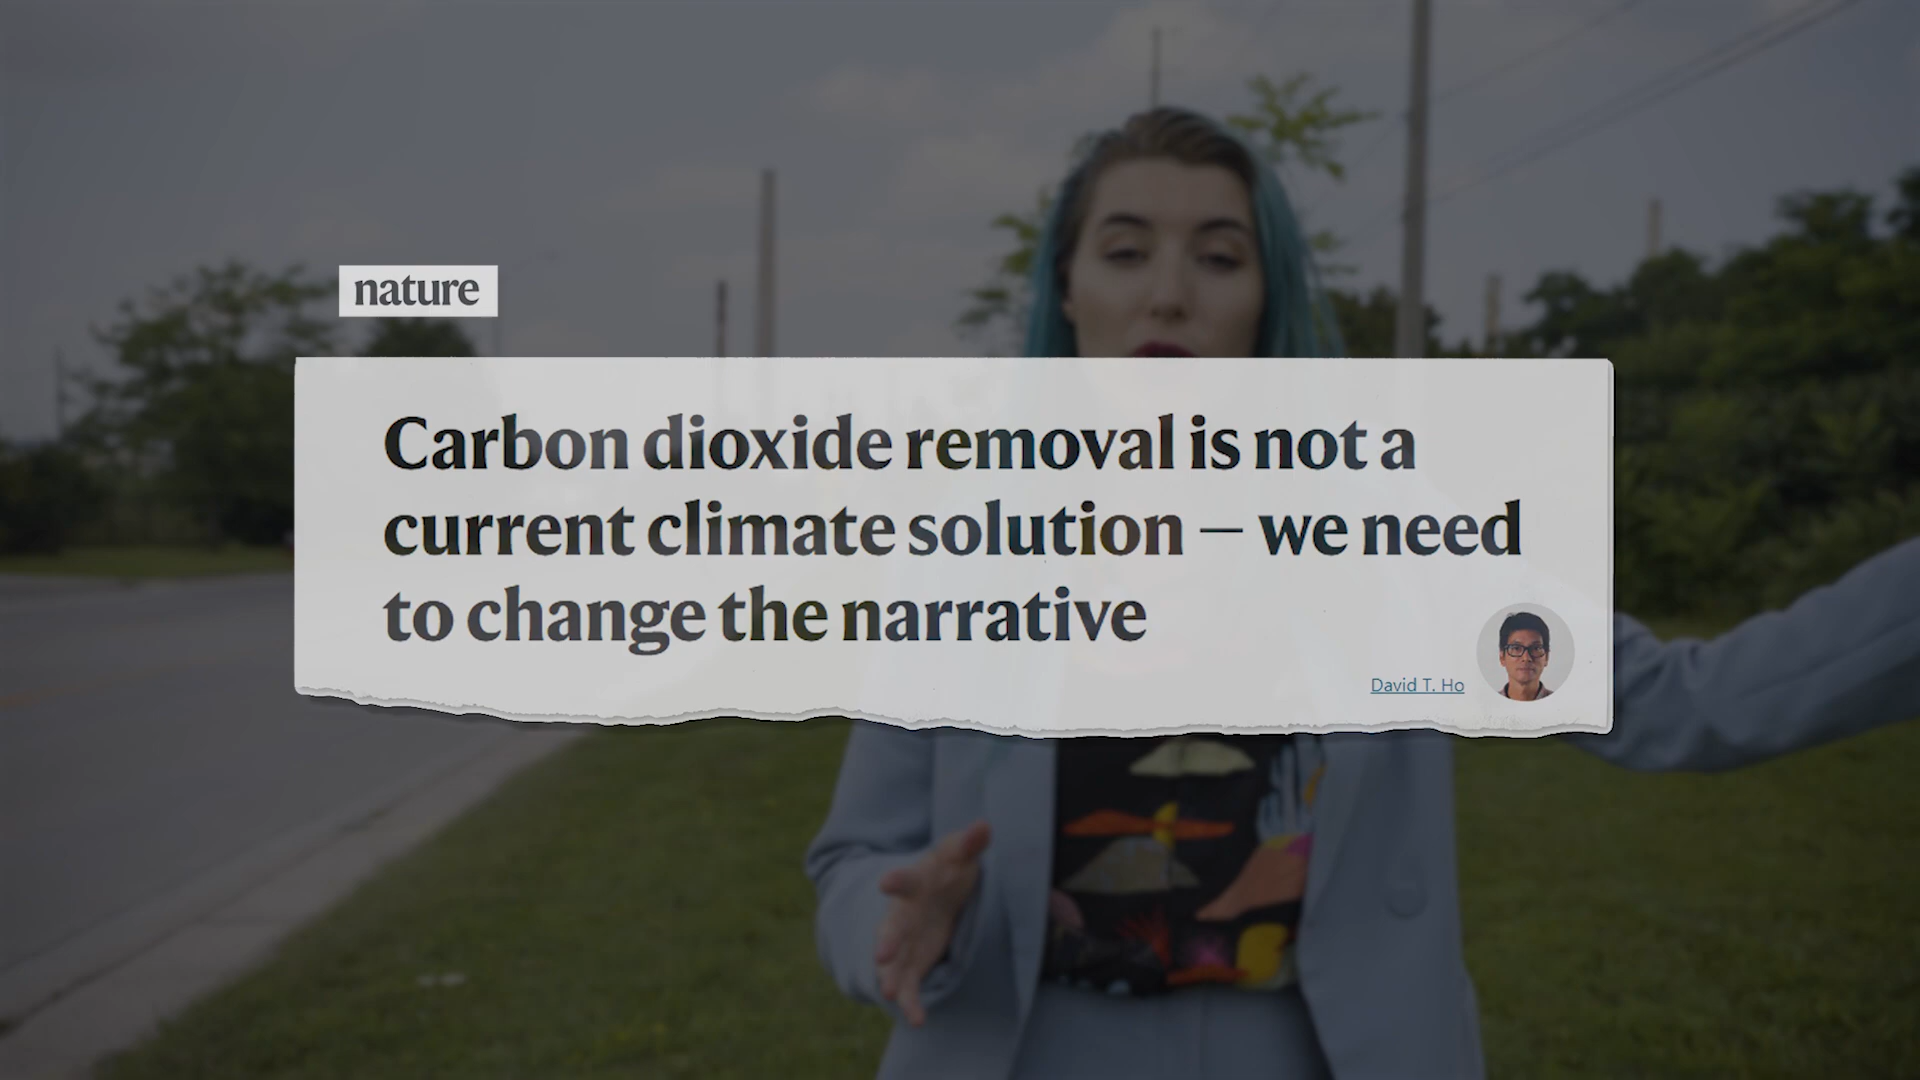 nature
Carbon dioxide removal is not a
current climate solution — we need
to change the narrative
David T. Ho